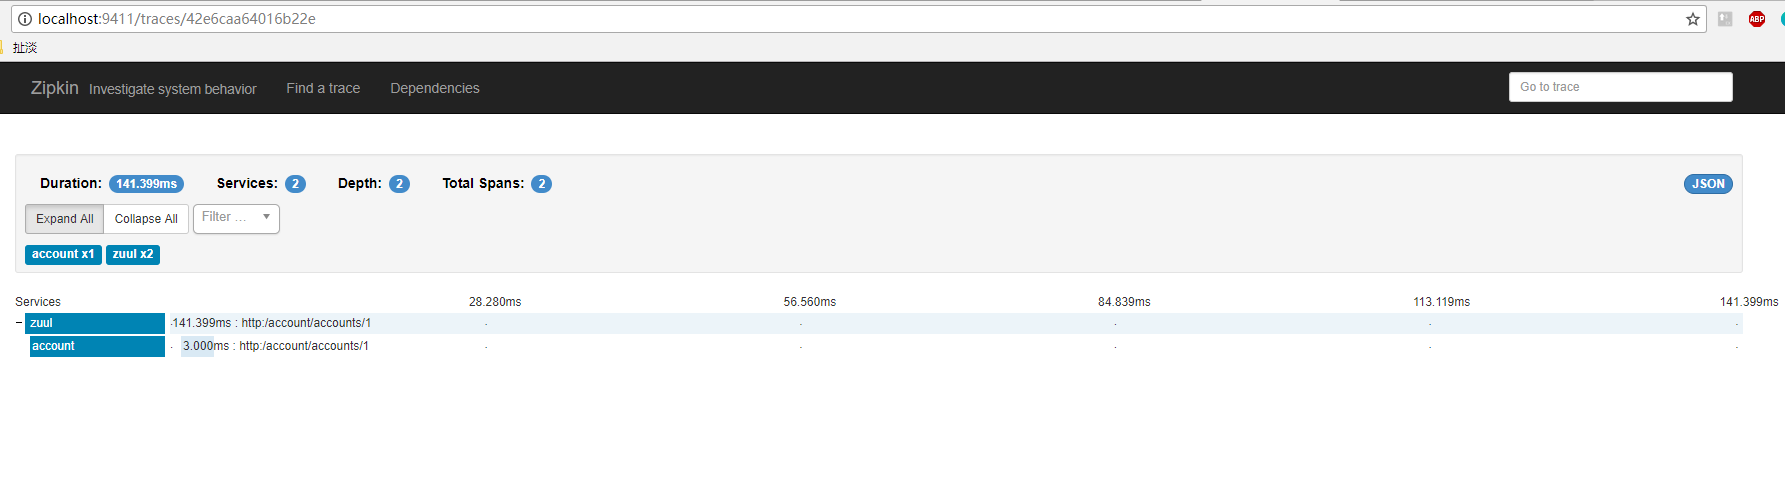 localhost:9411/traces/42e6caa64016b22e
ABP
扯淡
Zipkin Investigate system behavior Find a trace Dependencies Go to trace
Duration: 141.399ms Services: 2 Depth: 2 Total Spans: 2 JSON
Expand All Collapse All Filter ...
account x1 zuul x2
Services 28.280ms 56.560ms 84.839ms 113.119ms 141.399ms
− zuul ·141.399ms : http:/account/accounts/1 · · · · ·
account · 3.000ms : http:/account/accounts/1 · · · · ·